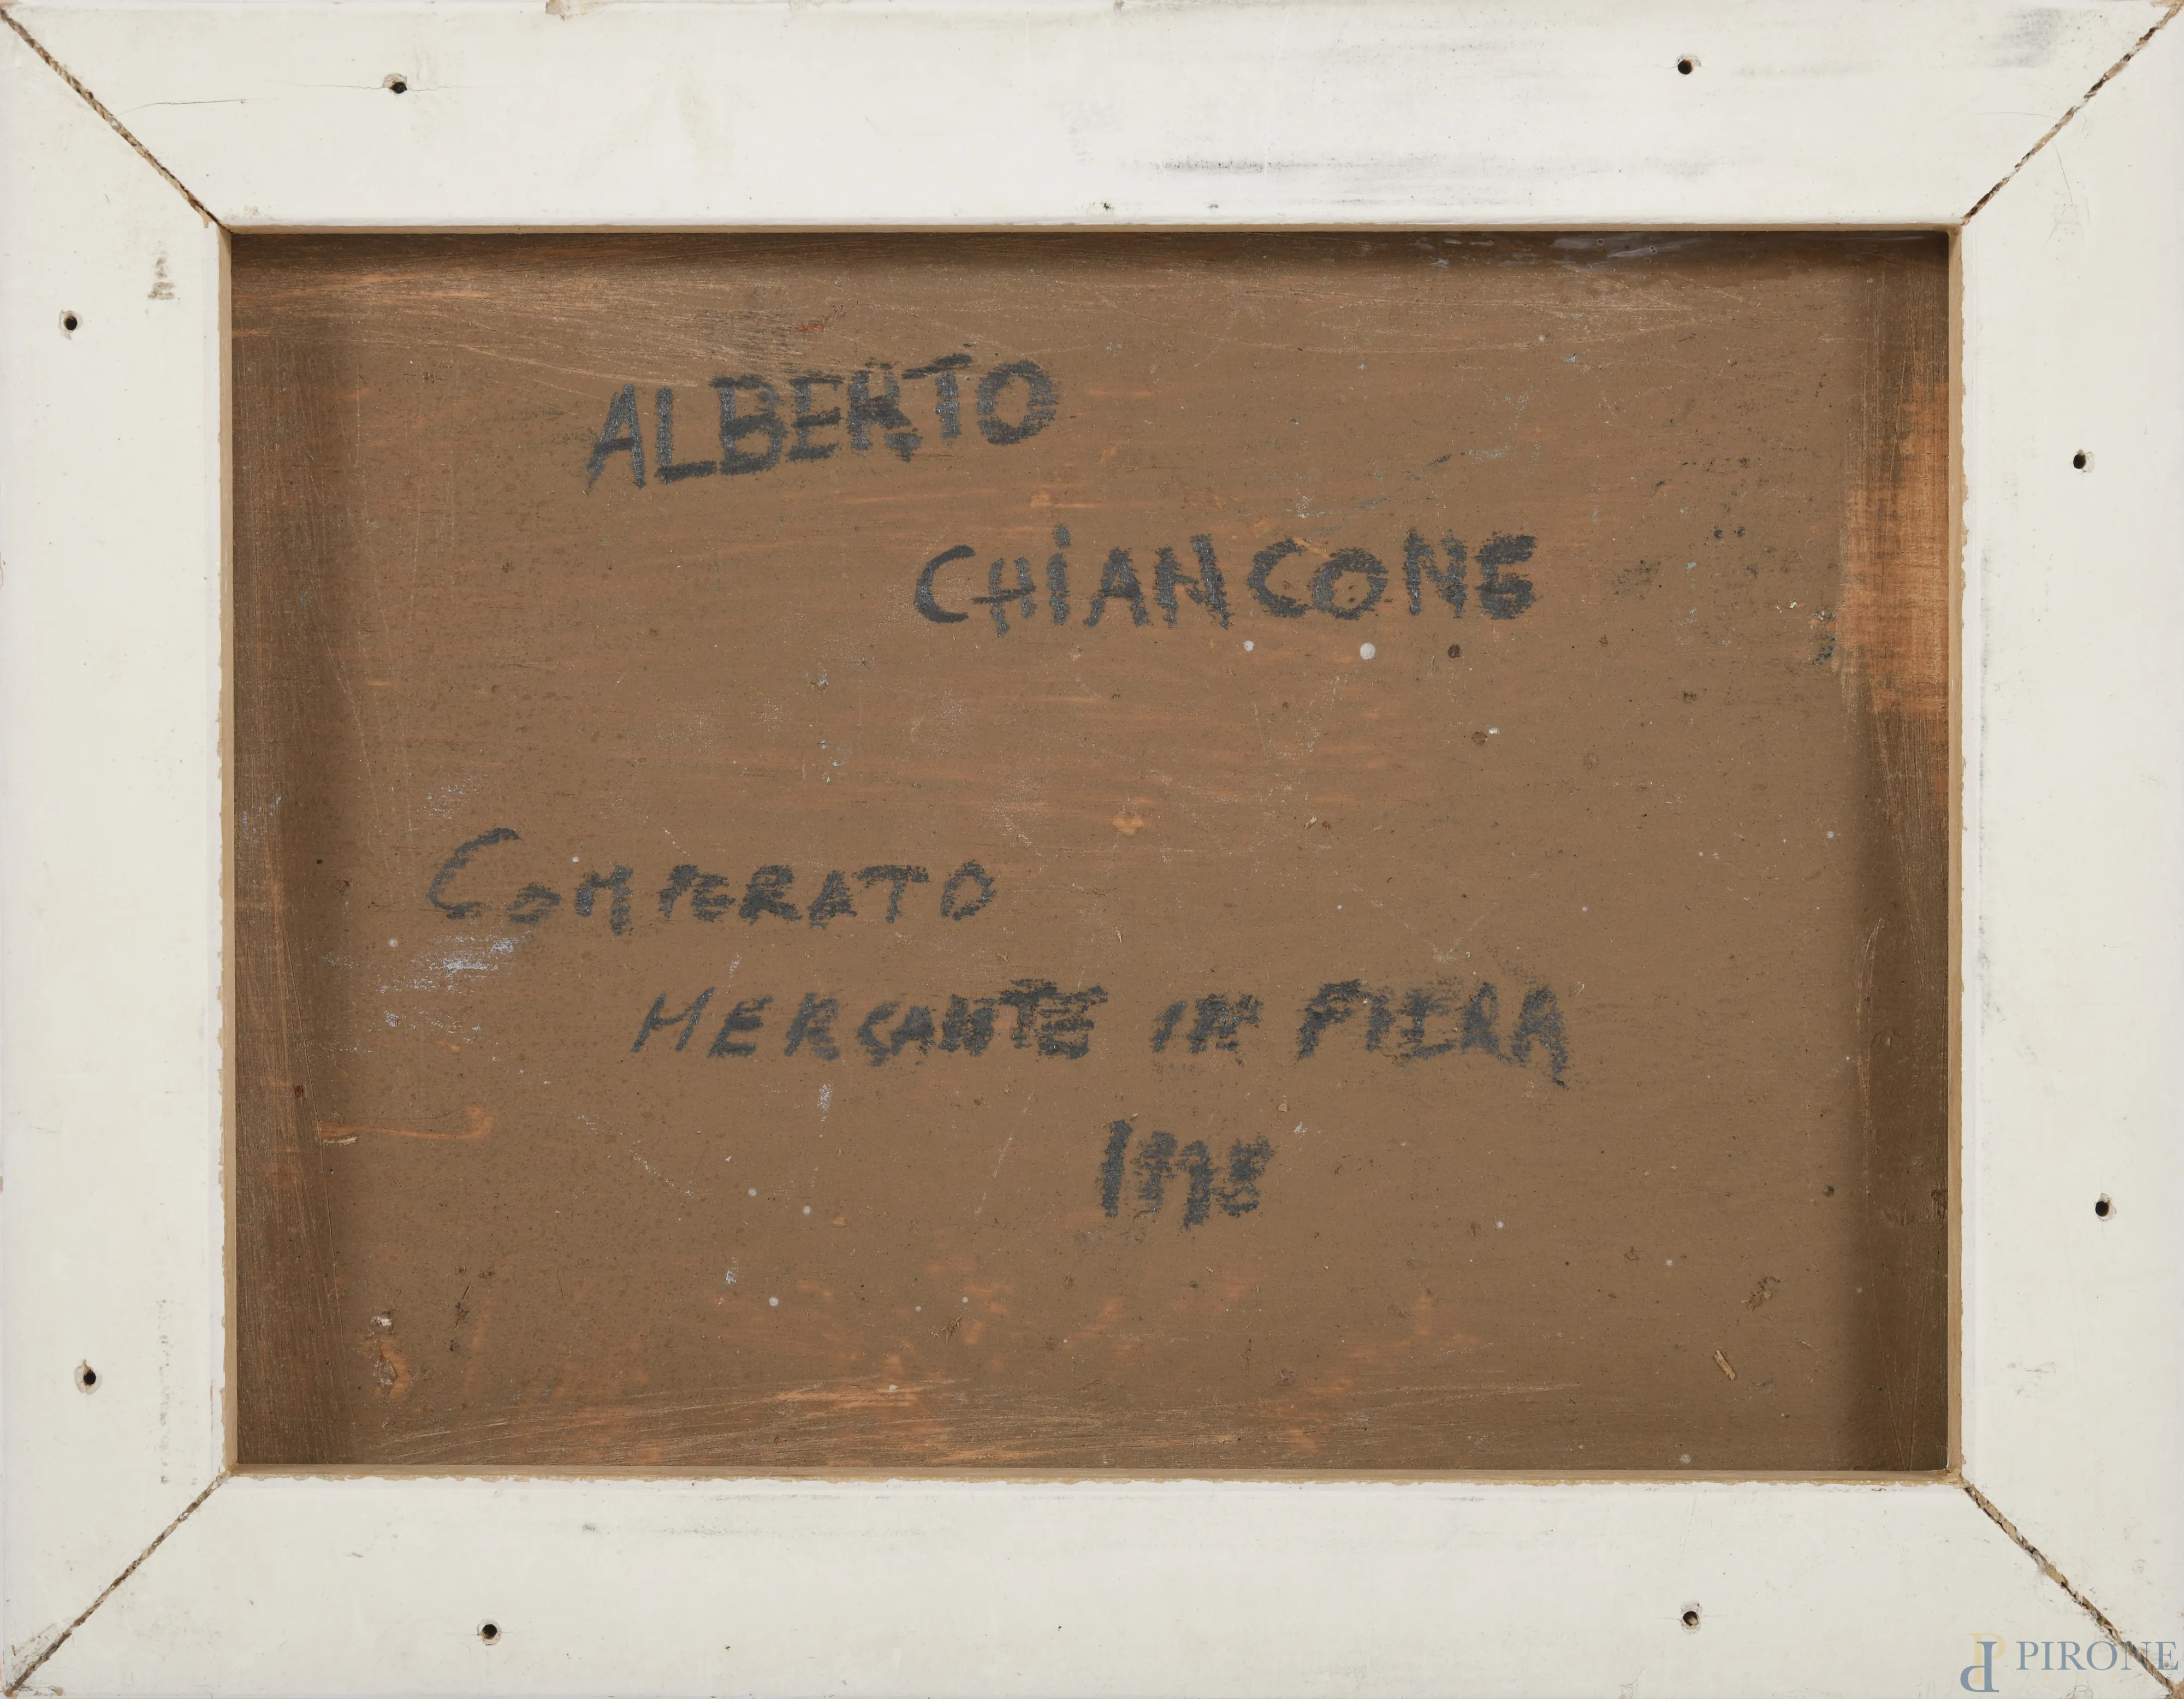 ALBERTO
CHIANCONE
COMPERATO
MERCANTE IN FIERA
1998
PIRONE